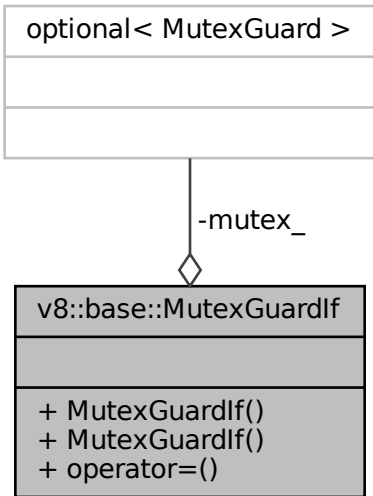 optional< MutexGuard >
-mutex_
v8::base::MutexGuardIf
+ MutexGuardIf()
+ MutexGuardIf()
+ operator=()